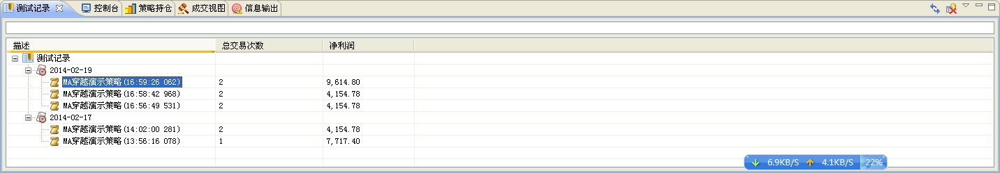 测试记录 控制台 策略持仓 成交视图 信息输出
描述 总交易次数 净利润
测试记录
2014-02-19
MA穿越演示策略(16:59:26 062) 2 9,614.80
MA穿越演示策略(16:58:42 968) 2 4,154.78
MA穿越演示策略(16:56:49 531) 2 4,154.78
2014-02-17
MA穿越演示策略(14:02:00 281) 2 4,154.78
MA穿越演示策略(13:56:16 078) 1 7,717.40
6.9KB/S 4.1KB/S 22%